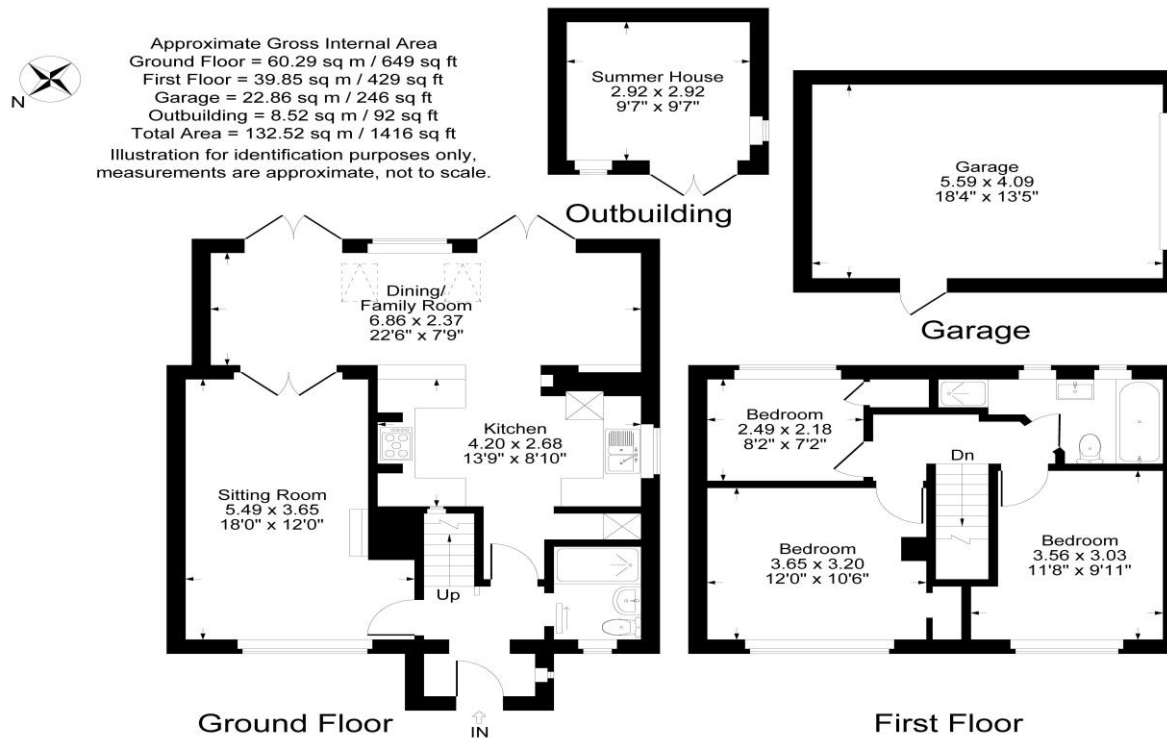 Approximate Gross Internal Area
Ground Floor = 60.29 sq m / 649 sq ft
First Floor = 39.85 sq m / 429 sq ft
Garage = 22.86 sq m / 246 sq ft
Outbuilding = 8.52 sq m / 92 sq ft
Total Area = 132.52 sq m / 1416 sq ft
Illustration for identification purposes only,
measurements are approximate, not to scale.
N
Summer House
2.92 x 2.92
9'7" x 9'7"
Outbuilding
Garage
5.59 x 4.09
18'4" x 13'5"
Garage
Dining/
Family Room
6.86 x 2.37
22'6" x 7'9"
Kitchen
4.20 x 2.68
13'9" x 8'10"
Sitting Room
5.49 x 3.65
18'0" x 12'0"
Up
IN
Ground Floor
Bedroom
2.49 x 2.18
8'2" x 7'2"
Dn
Bedroom
3.65 x 3.20
12'0" x 10'6"
Bedroom
3.56 x 3.03
11'8" x 9'11"
First Floor